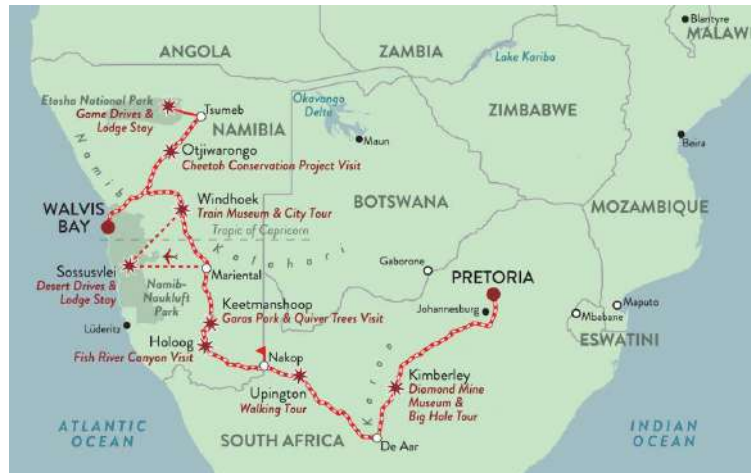 Blantyre
MALAWI
ANGOLA
ZAMBIA
Lake Kariba
Etosha National Park
Game Drives &
Lodge Stay
Tsumeb
Okavango
Delta
ZIMBABWE
NAMIBIA
Maun
Beira
Otjiwarongo
Cheetah Conservation Project Visit
Namib
Windhoek
Train Museum & City Tour
BOTSWANA
MOZAMBIQUE
WALVIS
BAY
Tropic of Capricorn
Kalahari
Sossusvlei
Desert Drives &
Lodge Stay
Mariental
Gaborone
PRETORIA
Namib-
Naukluft
Park
Keetmanshoop
Garas Park & Quiver Trees Visit
Johannesburg
Maputo
Mbabane
Lüderitz
ESWATINI
Holoog
Fish River Canyon Visit
Nakop
Upington
Walking Tour
Karoo
Kimberley
Diamond Mine
Museum &
Big Hole Tour
ATLANTIC
OCEAN
SOUTH AFRICA
De Aar
INDIAN
OCEAN